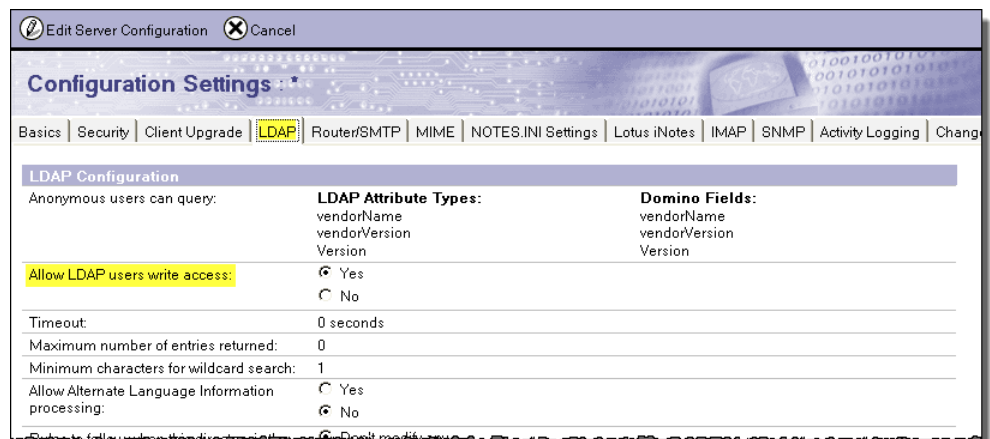 Edit Server Configuration Cancel
Configuration Settings : *
Basics Security Client Upgrade LDAP Router/SMTP MIME NOTES.INI Settings Lotus iNotes IMAP SNMP Activity Logging Chang
LDAP Configuration
Anonymous users can query: LDAP Attribute Types: Domino Fields:
vendorName vendorName
vendorVersion vendorVersion
Version Version
Allow LDAP users write access: Yes
No
Timeout: 0 seconds
Maximum number of entries returned: 0
Minimum characters for wildcard search: 1
Allow Alternate Language Information Yes
processing: No